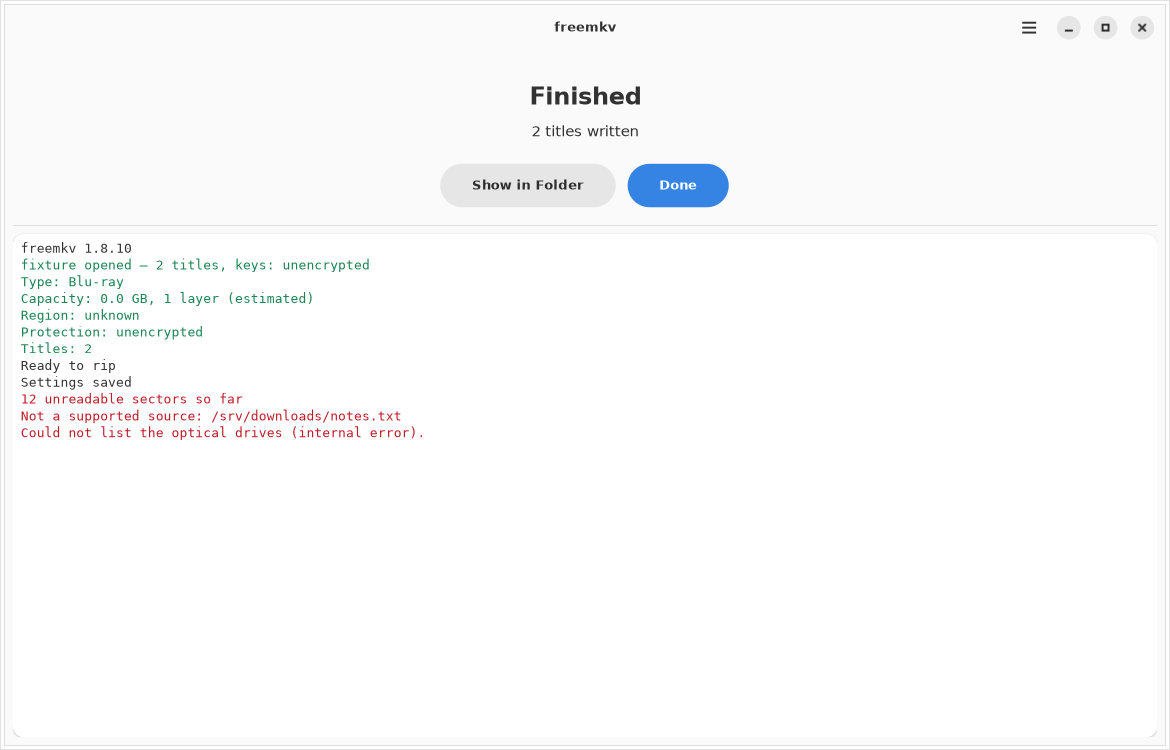 freemkv
Finished
2 titles written
Show in Folder
Done
freemkv 1.8.10
fixture opened — 2 titles, keys: unencrypted
Type: Blu-ray
Capacity: 0.0 GB, 1 layer (estimated)
Region: unknown
Protection: unencrypted
Titles: 2
Ready to rip
Settings saved
12 unreadable sectors so far
Not a supported source: /srv/downloads/notes.txt
Could not list the optical drives (internal error).